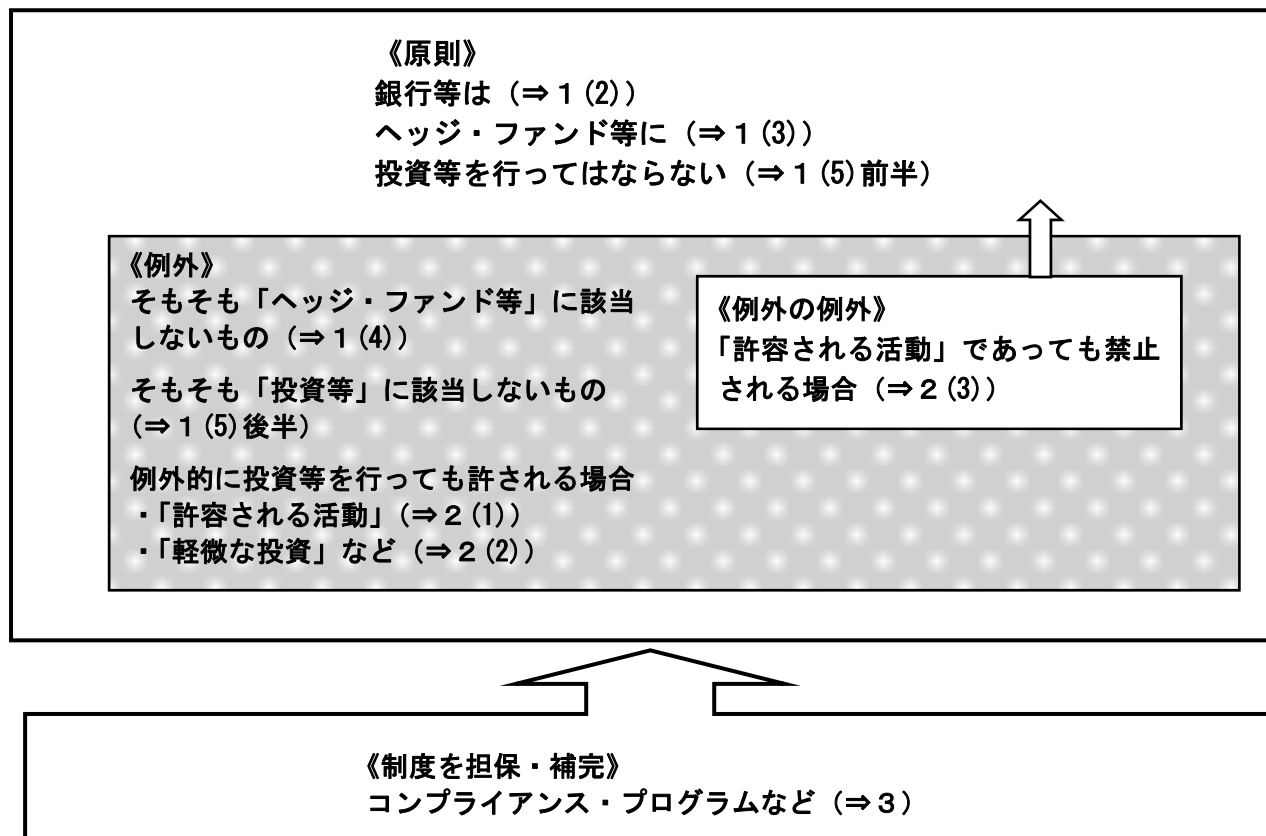 《原則》
銀行等は（⇒１(2)）
ヘッジ・ファンド等に（⇒１(3)）
投資等を行ってはならない（⇒１(5)前半）
《例外》
そもそも「ヘッジ・ファンド等」に該当
しないもの（⇒１(4)）
そもそも「投資等」に該当しないもの
（⇒１(5)後半）
例外的に投資等を行っても許される場合
・「許容される活動」（⇒２(1)）
・「軽微な投資」など（⇒２(2)）
《例外の例外》
「許容される活動」であっても禁止
される場合（⇒２(3)）
《制度を担保・補完》
コンプライアンス・プログラムなど（⇒３）